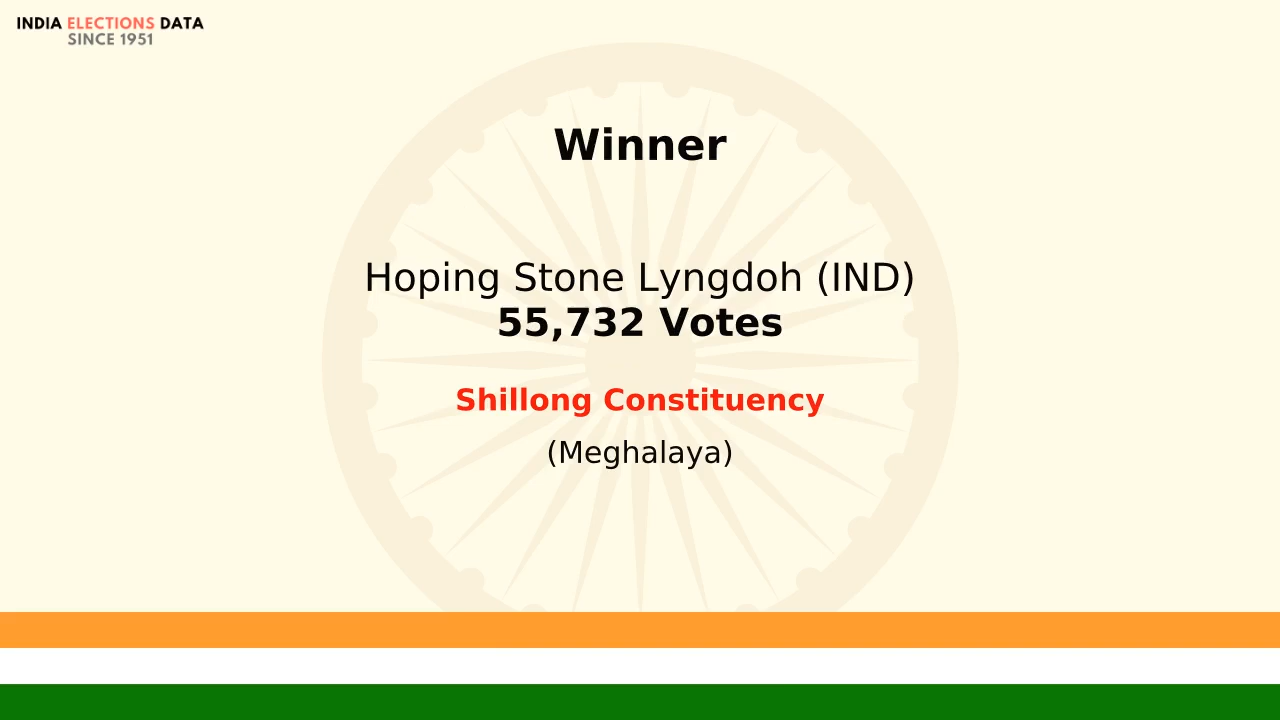 INDIA ELECTIONS DATA
SINCE 1951
Winner
Hoping Stone Lyngdoh (IND)
55,732 Votes
Shillong Constituency
(Meghalaya)